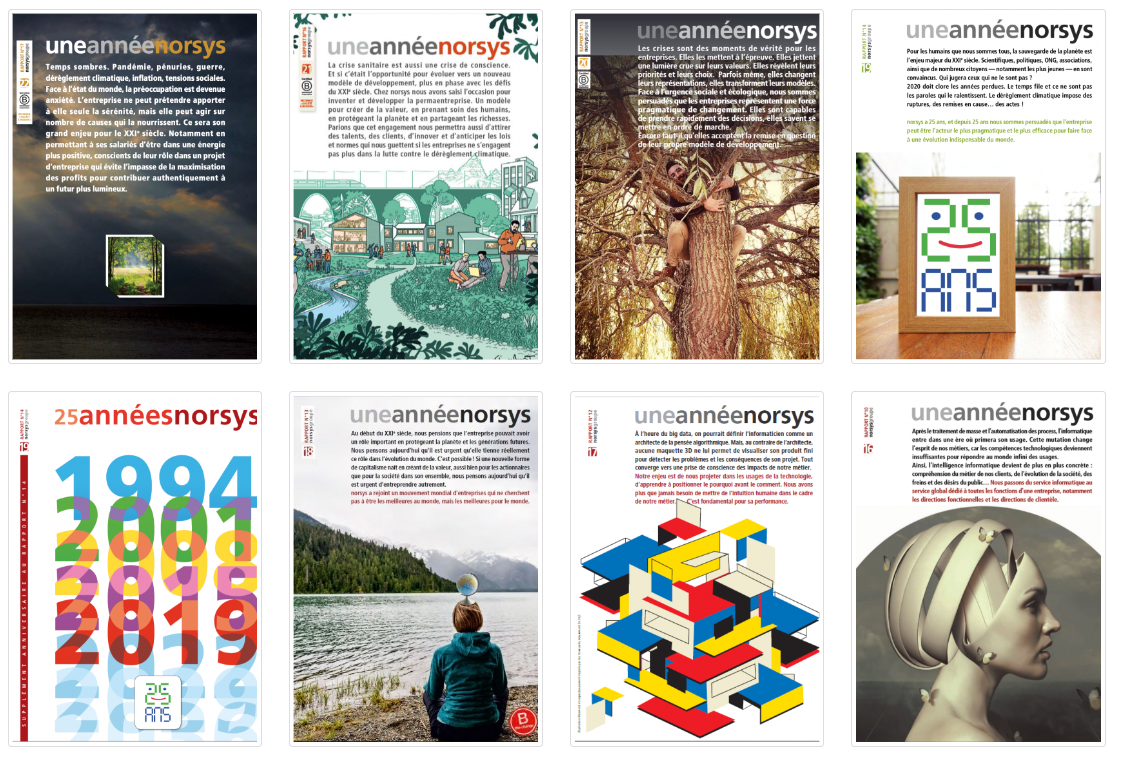 uneannéenorsys
Temps sombres. Pandémie, pénuries, guerre,
dérèglement climatique, inflation, tensions sociales.
Face à l'état du monde, la préoccupation est devenue
anxiété. L'entreprise ne peut prétendre apporter
à elle seule la sérénité, mais elle peut agir sur
nombre de causes qui la nourrissent. Ce sera son
grand enjeu pour le XXIᵉ siècle. Notamment en
permettant à ses salariés d'être dans une énergie
plus positive, conscients de leur rôle dans un projet
d'entreprise qui évite l'impasse de la maximisation
des profits pour contribuer authentiquement à
un futur plus lumineux.
22
uneannéenorsys
La crise sanitaire est aussi une crise de conscience.
Et si c'était l'opportunité pour évoluer vers un nouveau
modèle de développement, plus en phase avec les défis
du XXIᵉ siècle. Chez norsys nous avons saisi l'occasion pour
inventer et développer la permaentreprise. Un modèle
pour créer de la valeur, en prenant soin des humains,
en protégeant la planète et en partageant les richesses.
Parions que cet engagement nous permettra aussi d'attirer
des talents, des clients, d'innover et d'anticiper les lois
et normes qui nous guettent si les entreprises ne s'engagent
pas plus dans la lutte contre le dérèglement climatique.
21
uneannéenorsys
Les crises sont des moments de vérité pour les
entreprises. Elles les mettent à l'épreuve. Elles jettent
une lumière crue sur leurs valeurs. Elles révèlent leurs
priorités et leurs choix. Parfois même, elles changent
leurs représentations, elles transforment leurs modèles.
Face à l'urgence sociale et écologique, nous sommes
persuadés que les entreprises représentent une force
pragmatique de changement. Elles sont capables
de prendre rapidement des décisions, elles savent se
mettre en ordre de marche.
Encore faut-il qu'elles acceptent la remise en question
de leur propre modèle de développement.
20
uneannéenorsys
Pour les humains que nous sommes tous, la sauvegarde de la planète est
l'enjeu majeur du XXIᵉ siècle. Scientifiques, politiques, ONG, associations,
ainsi que de nombreux citoyens — notamment les plus jeunes — en sont
convaincus. Qui jugera ceux qui ne le sont pas ?
2020 doit clore les années perdues. Le temps file et ce ne sont pas
les paroles qui le ralentissent. Le dérèglement climatique impose des
ruptures, des remises en cause... des actes !
norsys a 25 ans, et depuis 25 ans nous sommes persuadés que l'entreprise
peut être l'acteur le plus pragmatique et le plus efficace pour faire face
à une évolution indispensable du monde.
19
25
ANS
25annéesnorsys
RAPPORT N°14
19
SUPPLÉMENT ANNIVERSAIRE AU RAPPORT N°14
1994
2001
2008
2015
2019
25
ANS
uneannéenorsys
RAPPORT N°13
18
Au début du XXIᵉ siècle, nous pensions que l'entreprise pouvait avoir
un rôle important en protégeant la planète et les générations futures.
Nous pensons aujourd'hui qu'il est urgent qu'elle tienne réellement
ce rôle dans l'évolution du monde. C'est possible ! Si une nouvelle forme
de capitalisme naît en créant de la valeur, aussi bien pour les actionnaires
que pour la société dans son ensemble, nous pensons aujourd'hui qu'il
est urgent d'entreprendre autrement.
norsys a rejoint un mouvement mondial d'entreprises qui ne cherchent
pas à être les meilleures au monde, mais les meilleures pour le monde.
B
uneannéenorsys
RAPPORT N°12
17
À l'heure du big data, on pourrait définir l'informaticien comme un
architecte de la pensée algorithmique. Mais, au contraire de l'architecte,
aucune maquette 3D ne lui permet de visualiser son produit fini
pour détecter les problèmes et les conséquences de son projet. Tout
converge vers une prise de conscience des impacts de notre métier.
Notre enjeu est de nous projeter dans les usages de la technologie,
d'apprendre à positionner le pourquoi avant le comment. Nous avons
plus que jamais besoin de mettre de l'intuition humaine dans le cadre
de notre métier. C'est fondamental pour sa performance.
uneannéenorsys
16
Après le traitement de masse et l'automatisation des process, l'informatique
entre dans une ère où primera son usage. Cette mutation change
l'esprit de nos métiers, car les compétences technologiques deviennent
insuffisantes pour répondre au monde infini des usages.
Ainsi, l'intelligence informatique devient de plus en plus concrète :
compréhension du métier de nos clients, de l'évolution de la société, des
freins et des désirs du public... Nous passons du service informatique au
service global dédié à toutes les fonctions d'une entreprise, notamment
les directions fonctionnelles et les directions de clientèle.